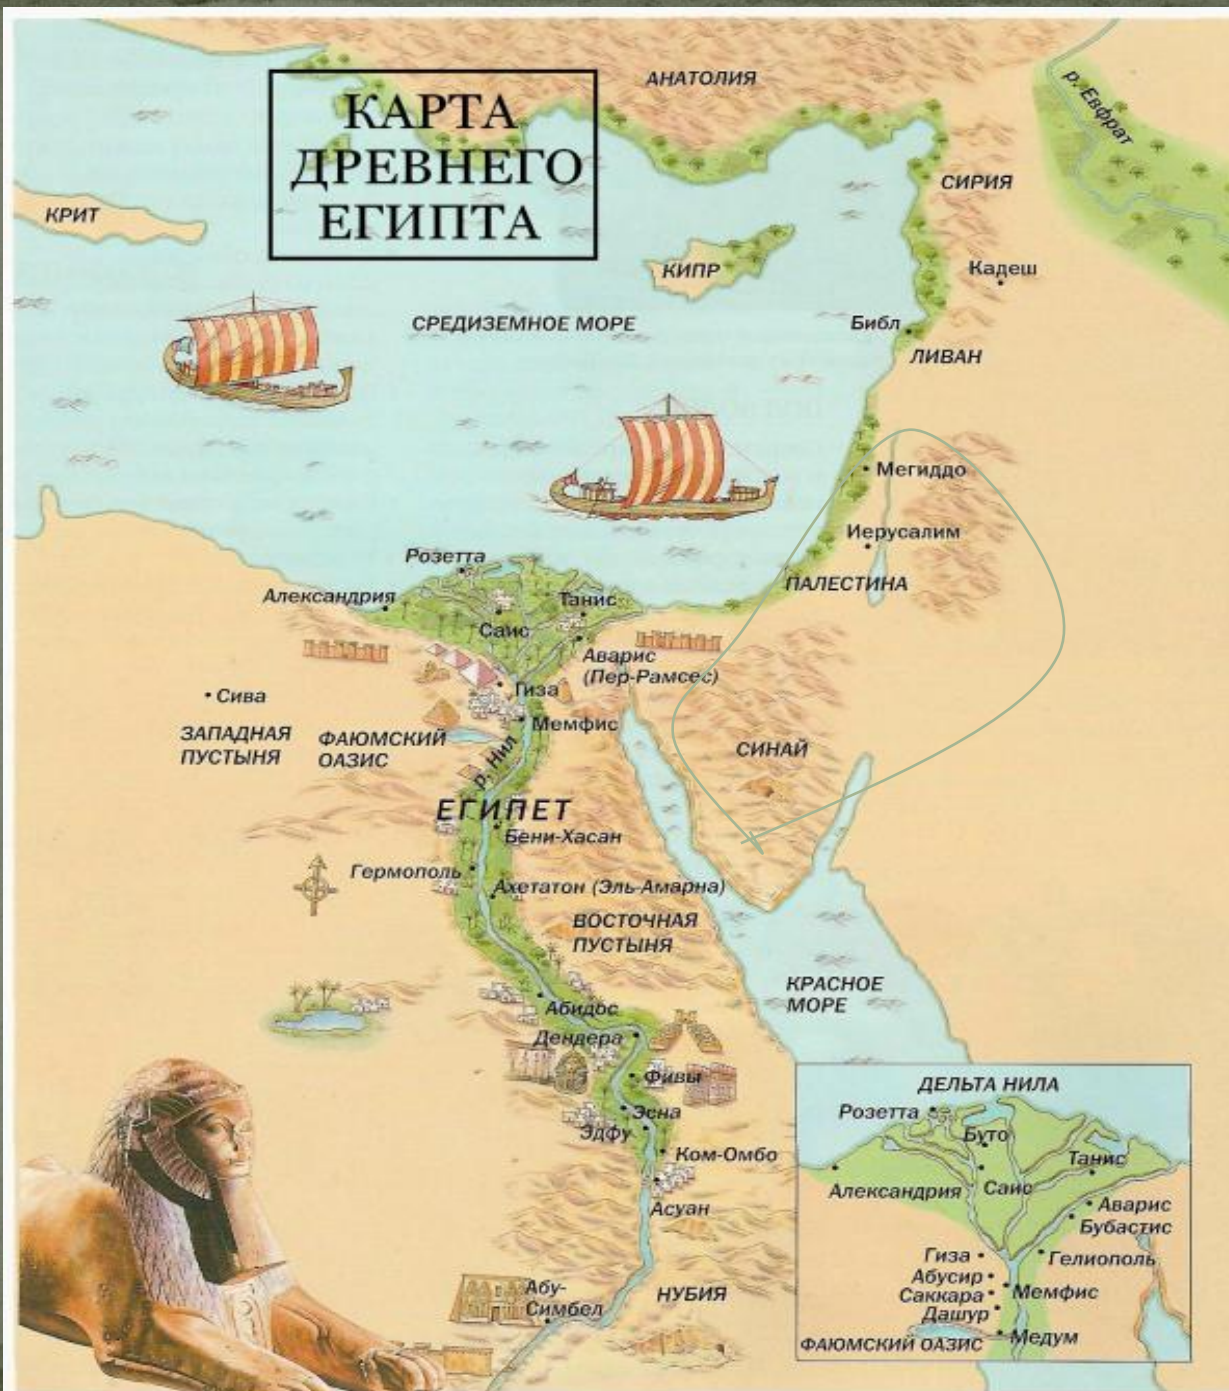 КАРТА
ДРЕВНЕГО
ЕГИПТА
АНАТОЛИЯ
р. Евфрат
СИРИЯ
КРИТ
КИПР
Кадеш
СРЕДИЗЕМНОЕ МОРЕ
Библ
ЛИВАН
Мегиддо
Иерусалим
ПАЛЕСТИНА
Розетта
Александрия
Танис
Саис
Аварис
(Пер-Рамсес)
Гиза
Сива
Мемфис
ЗАПАДНАЯ
ПУСТЫНЯ
ФАЮМСКИЙ
ОАЗИС
р. Нил
СИНАЙ
ЕГИПЕТ
Бени-Хасан
Гермополь
Ахетатон (Эль-Амарна)
ВОСТОЧНАЯ
ПУСТЫНЯ
КРАСНОЕ
МОРЕ
Абидос
Дендера
Фивы
Эсна
Эдфу
Ком-Омбо
Асуан
Абу-
Симбел
НУБИЯ
ДЕЛЬТА НИЛА
Розетта
Буто
Танис
Александрия
Саис
Аварис
Бубастис
Гиза
Гелиополь
Абусир
Саккара
Мемфис
Дашур
ФАЮМСКИЙ ОАЗИС
Медум